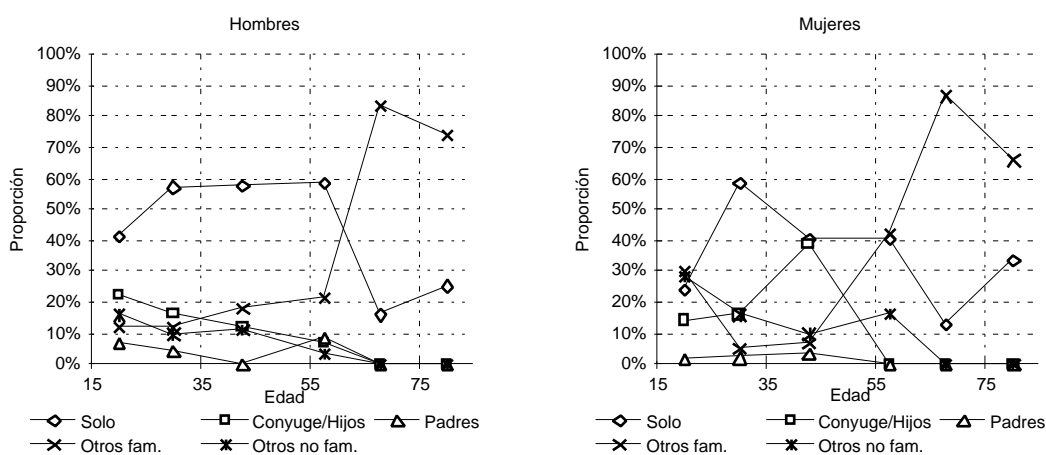 Hombres
100%
90%
80%
70%
60%
50%
40%
30%
20%
10%
0%
Proporción
15 35 55 75
Edad
Solo Conyuge/Hijos Padres
Otros fam. Otros no fam.
Mujeres
100%
90%
80%
70%
60%
50%
40%
30%
20%
10%
0%
Proporción
15 35 55 75
Edad
Solo Conyuge/Hijos Padres
Otros fam. Otros no fam.